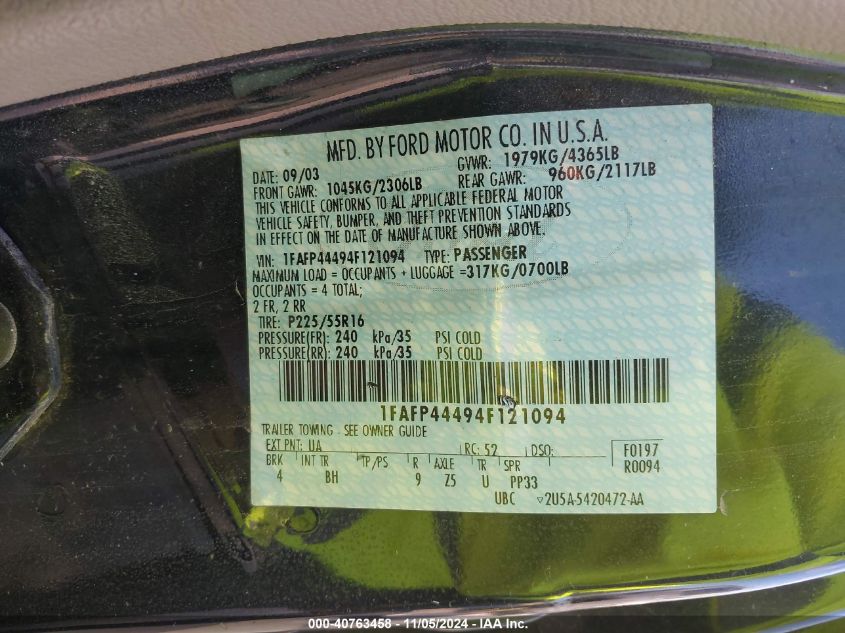 MFD. BY FORD MOTOR CO. IN U.S.A.
DATE: 09/03 GVWR: 1979KG/4365LB
FRONT GAWR: 1045KG/2306LB REAR GAWR: 960KG/2117LB
THIS VEHICLE CONFORMS TO ALL APPLICABLE FEDERAL MOTOR
VEHICLE SAFETY, BUMPER, AND THEFT PREVENTION STANDARDS
IN EFFECT ON THE DATE OF MANUFACTURE SHOWN ABOVE.
VIN: 1FAFP44494F121094 TYPE: PASSENGER
MAXIMUM LOAD = OCCUPANTS + LUGGAGE =317KG/0700LB
OCCUPANTS = 4 TOTAL;
2 FR, 2 RR
TIRE: P225/55R16
PRESSURE(FR): 240 kPa/35 PSI COLD
PRESSURE(RR): 240 kPa/35 PSI COLD
1FAFP44494F121094
TRAILER TOWING - SEE OWNER GUIDE
EXT PNT: UA RC: 52 DSO: F0197
BRK INT TR TP/PS R AXLE TR SPR R0094
4 BH 9 Z5 U PP33
UBC ▽2U5A-5420472-AA
000-40763458 - 11/05/2024 - IAA Inc.